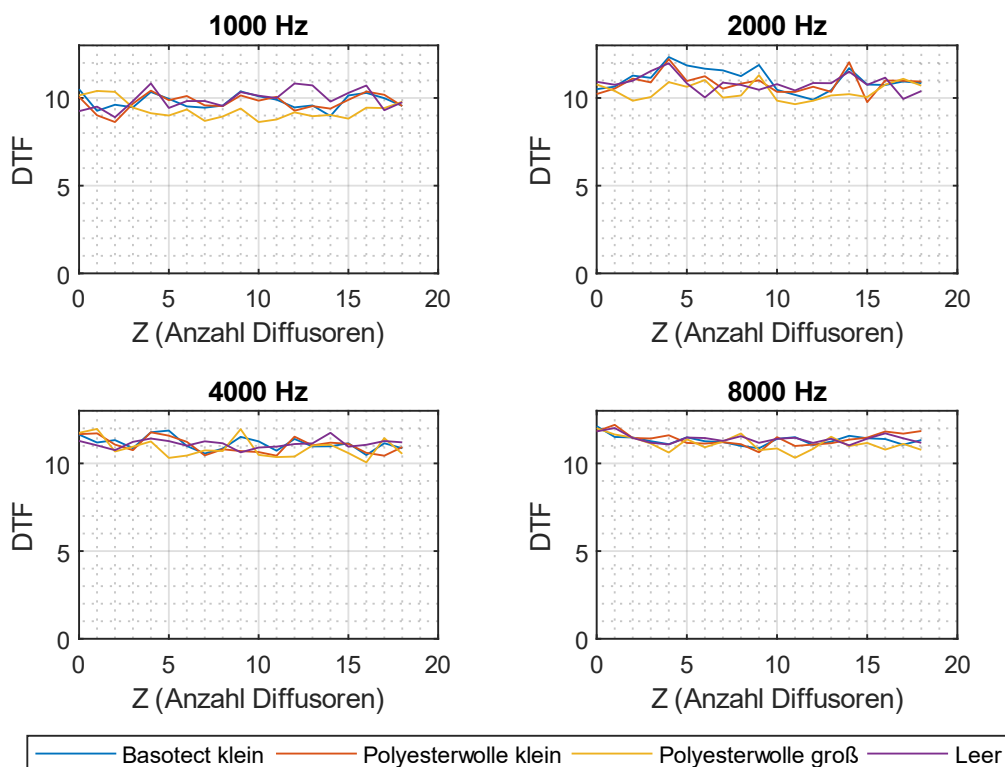 1000 Hz
10
5
0
DTF
0 5 10 15 20
Z (Anzahl Diffusoren)
2000 Hz
10
5
0
DTF
0 5 10 15 20
Z (Anzahl Diffusoren)
4000 Hz
10
5
0
DTF
0 5 10 15 20
Z (Anzahl Diffusoren)
8000 Hz
10
5
0
DTF
0 5 10 15 20
Z (Anzahl Diffusoren)
Basotect klein Polyesterwolle klein Polyesterwolle groß Leer